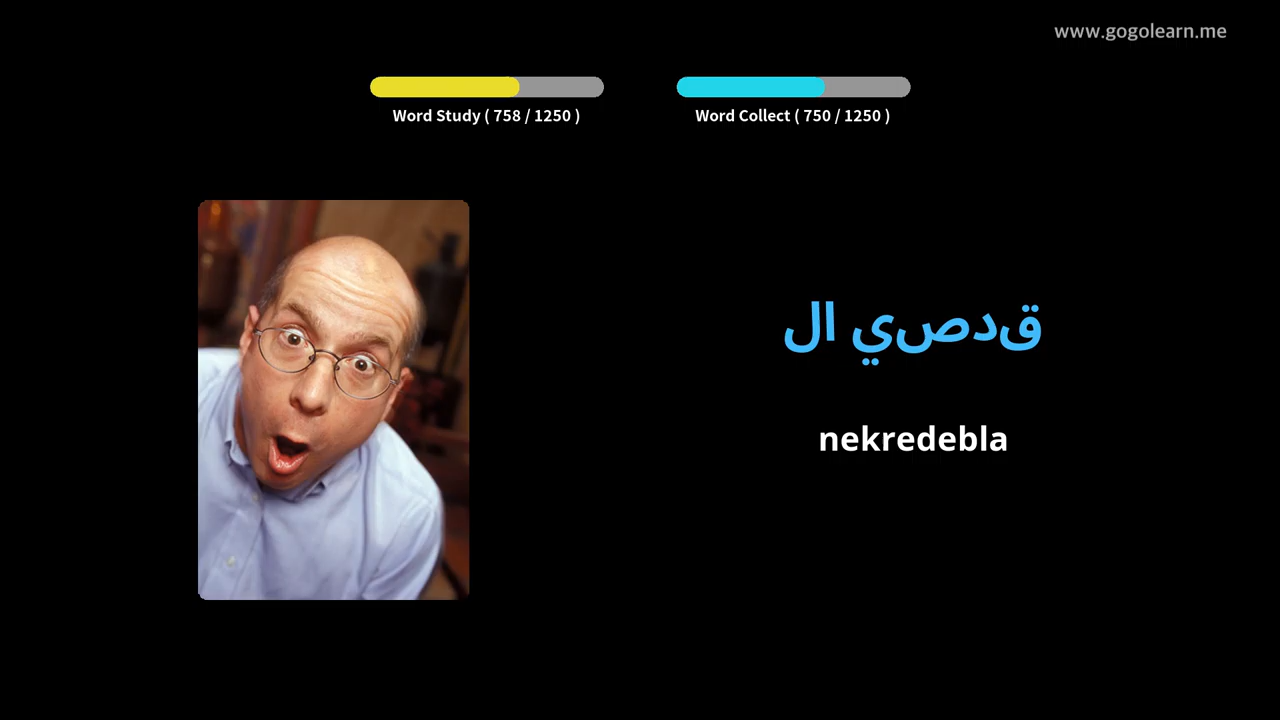 www.gogolearn.me
Word Study ( 758 / 1250 )
Word Collect ( 750 / 1250 )
قدصي ال
nekredebla